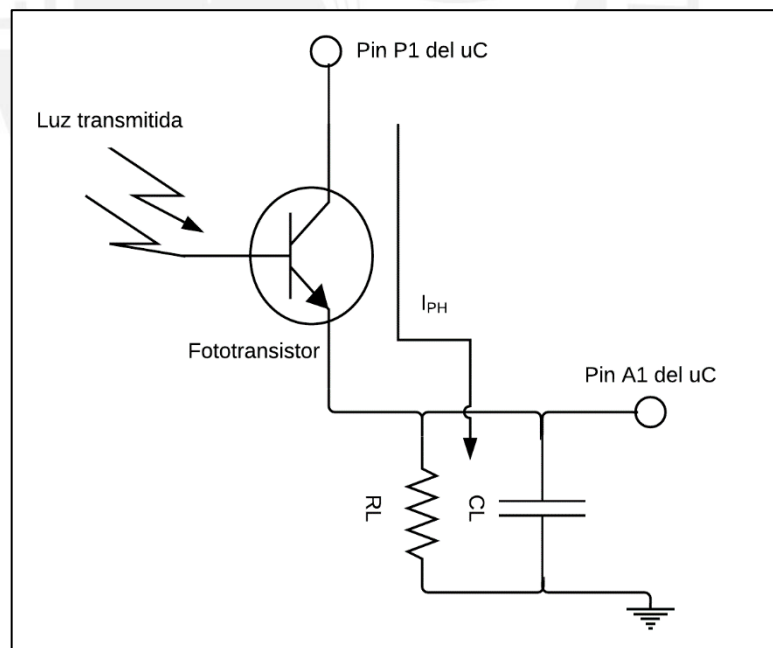 Pin P1 del uC
Luz transmitida
I_PH
Fototransistor
Pin A1 del uC
RL
CL